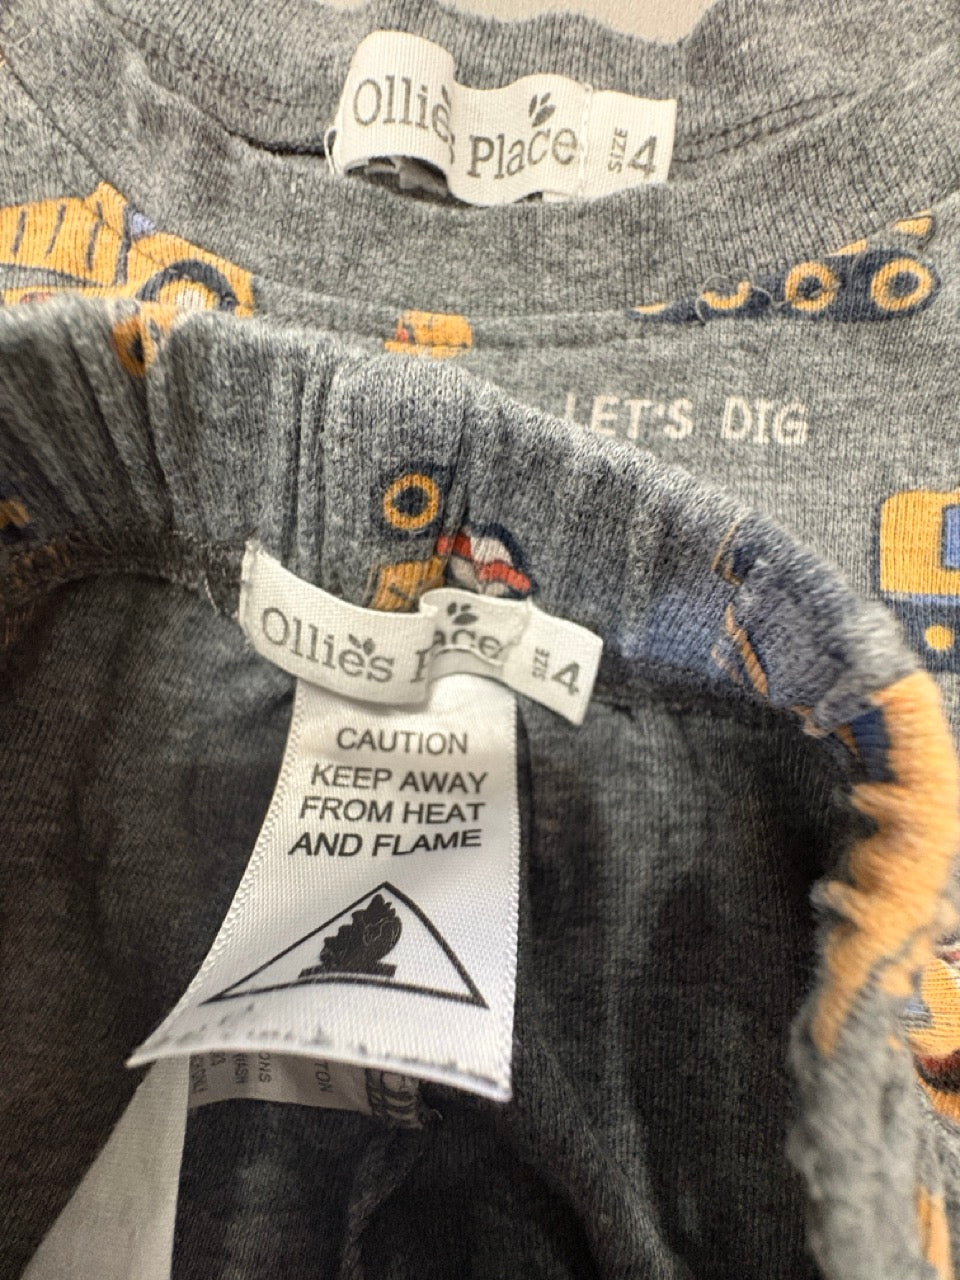 Ollie's Place SIZE 4
LET'S DIG
Ollie's Place SIZE 4
CAUTION
KEEP AWAY
FROM HEAT
AND FLAME